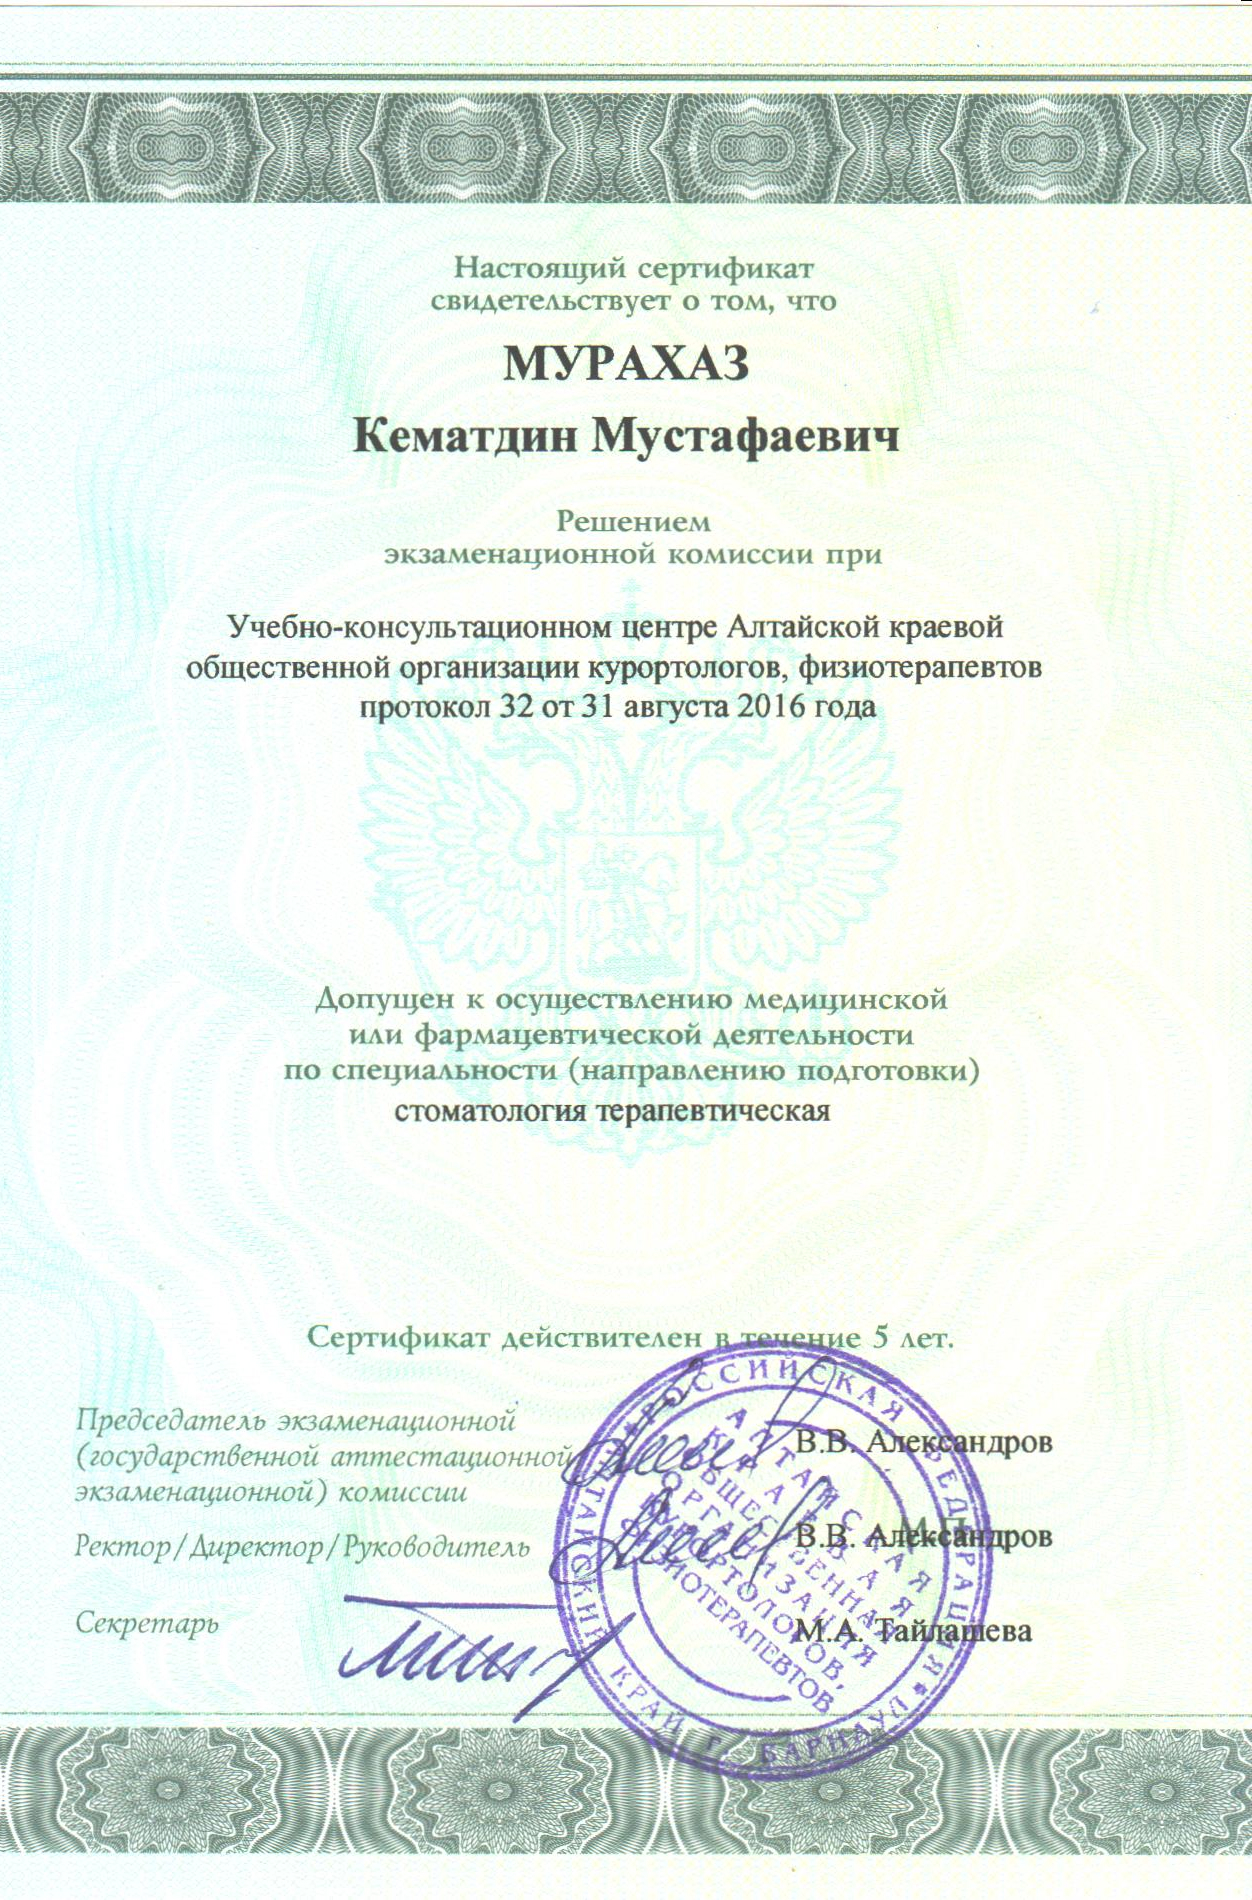 Настоящий сертификат
свидетельствует о том, что
МУРАХАЗ
Кематдин Мустафаевич
Решением
экзаменационной комиссии при
Учебно-консультационном центре Алтайской краевой
общественной организации курортологов, физиотерапевтов
протокол 32 от 31 августа 2016 года
Допущен к осуществлению медицинской
или фармацевтической деятельности
по специальности (направлению подготовки)
стоматология терапевтическая
Сертификат действителен в течение 5 лет.
Председатель экзаменационной
(государственной аттестационной
экзаменационной) комиссии
В.В. Александров
Ректор/Директор/Руководитель
М.П.
В.В. Александров
Секретарь
М.А. Тайлашева
РОССИЙСКАЯ ФЕДЕРАЦИЯ
АЛТАЙСКИЙ КРАЙ г. БАРНАУЛ
АЛТАЙСКАЯ
КРАЕВАЯ
ОБЩЕСТВЕННАЯ
ОРГАНИЗАЦИЯ
КУРОРТОЛОГОВ,
ФИЗИОТЕРАПЕВТОВ